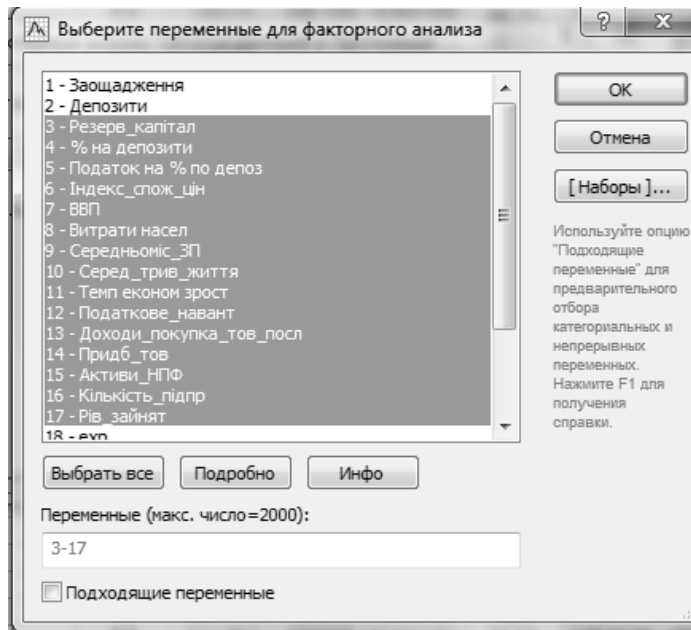 Выберите переменные для факторного анализа
1 - Заощадження
2 - Депозити
3 - Резерв_капітал
4 - % на депозити
5 - Податок на % по депоз
6 - Індекс_спож_цін
7 - ВВП
8 - Витрати насел
9 - Середньоміс_ЗП
10 - Серед_трив_життя
11 - Темп економ зрост
12 - Податкове_навант
13 - Доходи_покупка_тов_посл
14 - Придб_тов
15 - Активи_НПФ
16 - Кількість_підпр
17 - Рів_зайнят
18 - exp
OK
Отмена
[ Наборы ]...
Используйте опцию
"Подходящие
переменные" для
предварительного
отбора
категориальных и
непрерывных
переменных.
Нажмите F1 для
получения
справки.
Выбрать все
Подробно
Инфо
Переменные (макс. число=2000):
3-17
Подходящие переменные